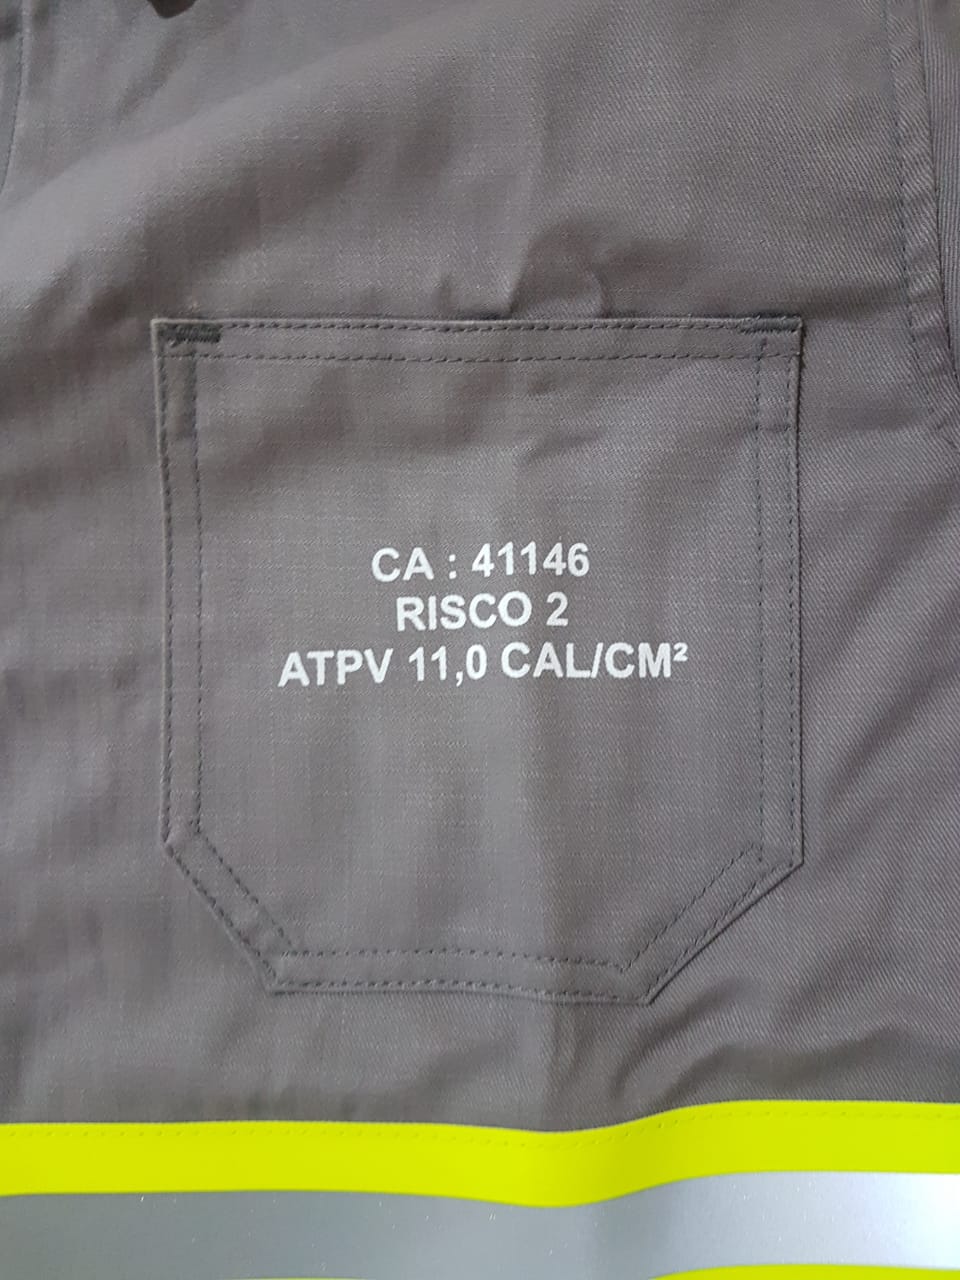 CA : 41146
RISCO 2
ATPV 11,0 CAL/CM²